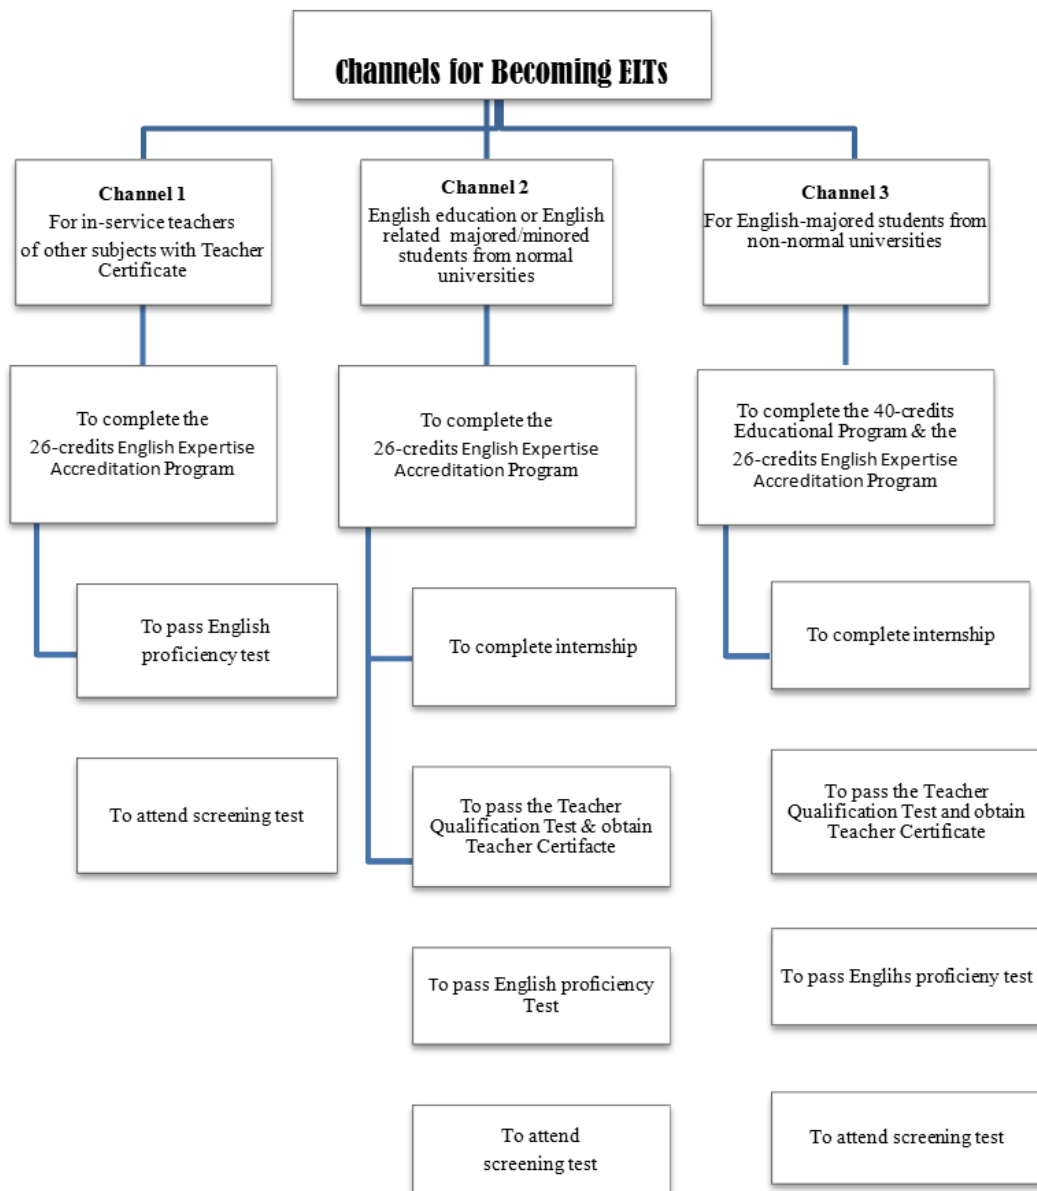 Channels for Becoming ELTs
Channel 1
For in-service teachers
of other subjects with Teacher
Certificate
Channel 2
English education or English
related majored/minored
students from normal
universities
Channel 3
For English-majored students from
non-normal universities
To complete the
26-credits English Expertise
Accreditation Program
To complete the
26-credits English Expertise
Accreditation Program
To complete the 40-credits
Educational Program & the
26-credits English Expertise
Accreditation Program
To pass English
proficiency test
To complete internship
To complete internship
To attend screening test
To pass the Teacher
Qualification Test & obtain
Teacher Certifacte
To pass the Teacher
Qualification Test and obtain
Teacher Certificate
To pass English proficiency
Test
To pass Englihs proficieny test
To attend
screening test
To attend screening test